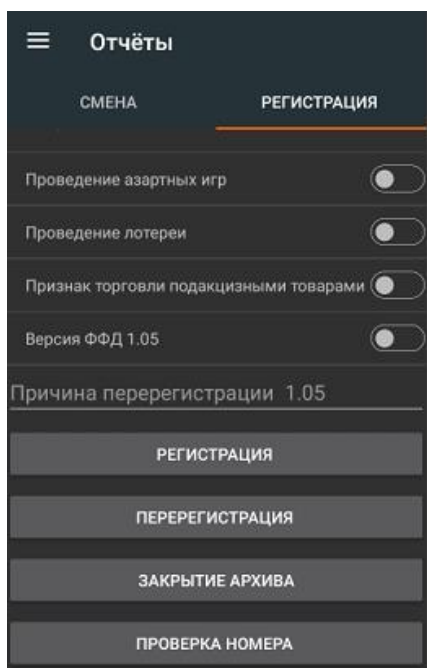 Отчёты
СМЕНА РЕГИСТРАЦИЯ
Проведение азартных игр
Проведение лотереи
Признак торговли подакцизными товарами
Версия ФФД 1.05
Причина перерегистрации 1.05
РЕГИСТРАЦИЯ
ПЕРЕРЕГИСТРАЦИЯ
ЗАКРЫТИЕ АРХИВА
ПРОВЕРКА НОМЕРА